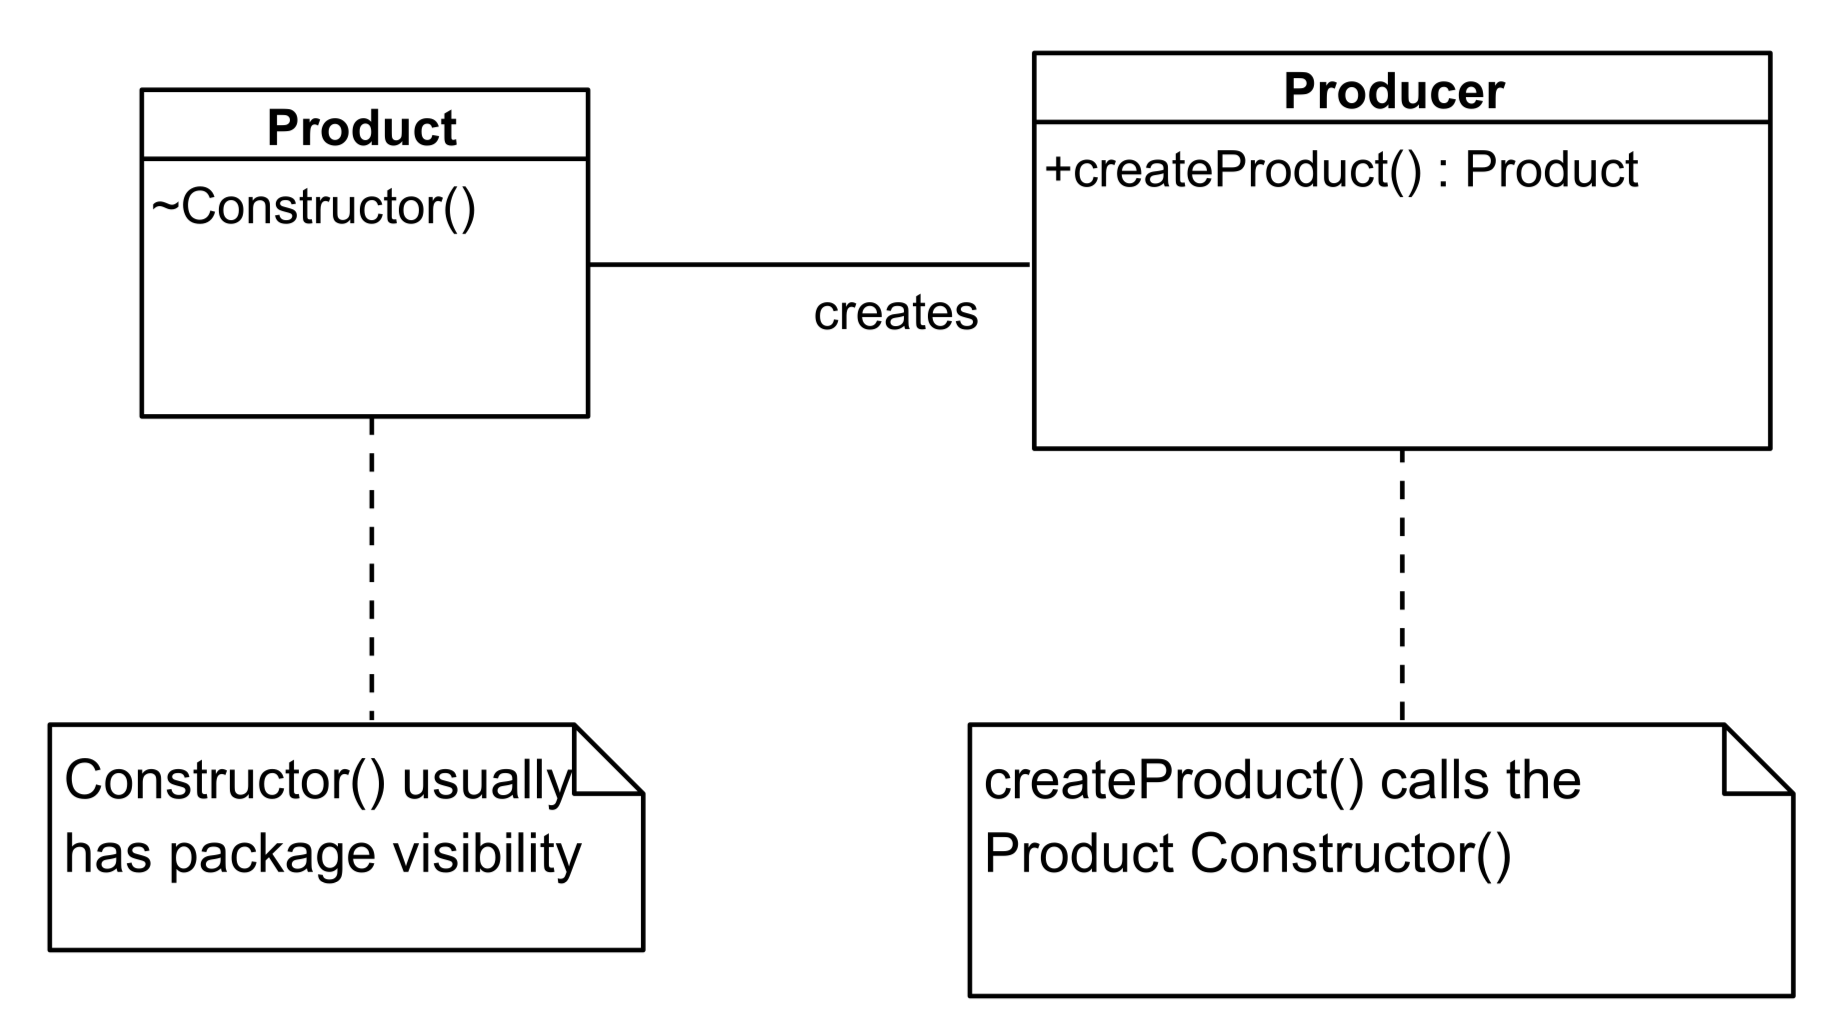 Product
~Constructor()
Producer
+createProduct() : Product
creates
Constructor() usually
has package visibility
createProduct() calls the
Product Constructor()